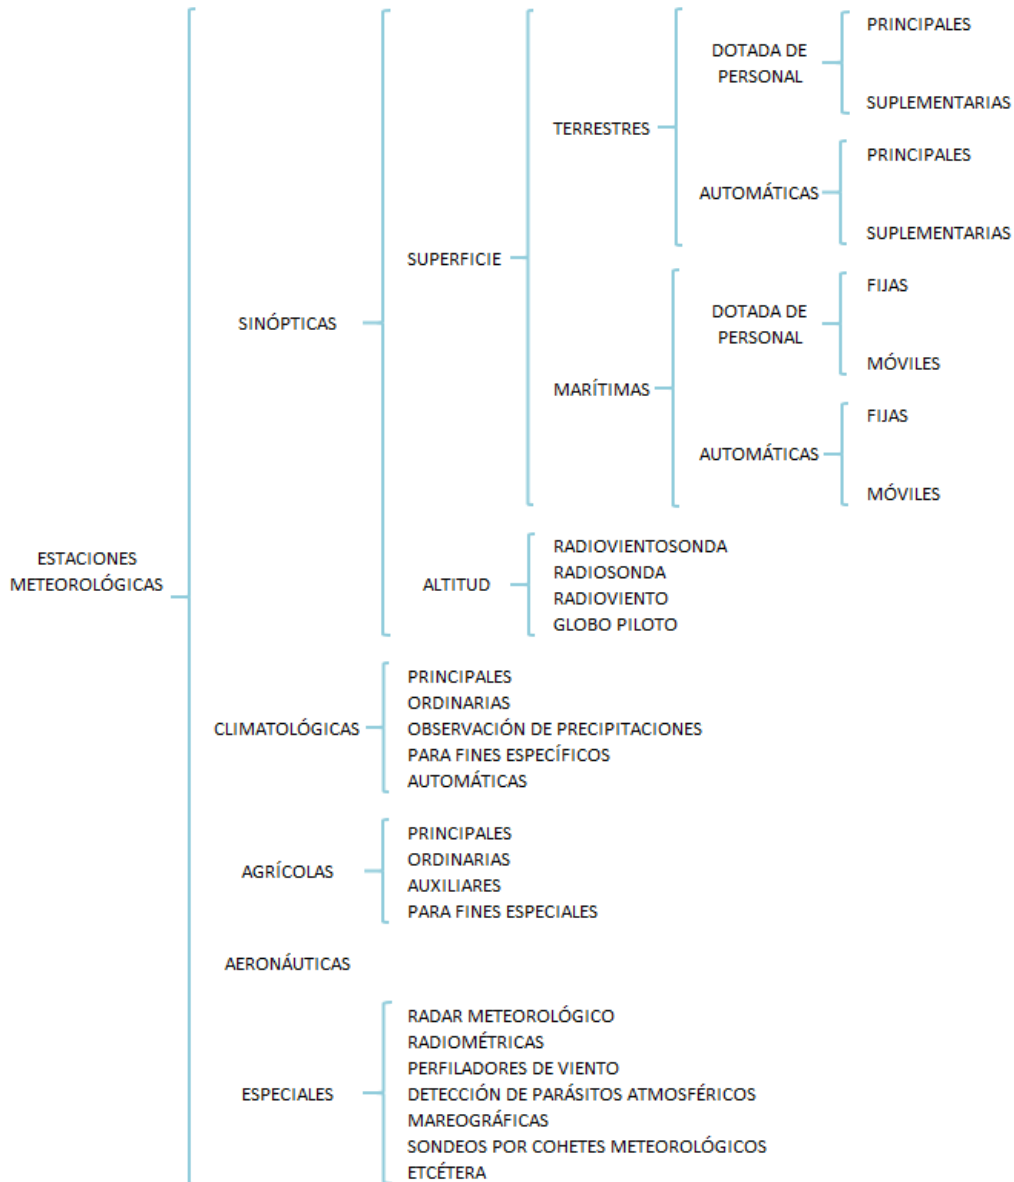 ESTACIONES
METEOROLÓGICAS
SINÓPTICAS
SUPERFICIE
TERRESTRES
DOTADA DE
PERSONAL
PRINCIPALES
SUPLEMENTARIAS
AUTOMÁTICAS
PRINCIPALES
SUPLEMENTARIAS
MARÍTIMAS
DOTADA DE
PERSONAL
FIJAS
MÓVILES
AUTOMÁTICAS
FIJAS
MÓVILES
ALTITUD
RADIOVIENTOSONDA
RADIOSONDA
RADIOVIENTO
GLOBO PILOTO
CLIMATOLÓGICAS
PRINCIPALES
ORDINARIAS
OBSERVACIÓN DE PRECIPITACIONES
PARA FINES ESPECÍFICOS
AUTOMÁTICAS
AGRÍCOLAS
PRINCIPALES
ORDINARIAS
AUXILIARES
PARA FINES ESPECIALES
AERONÁUTICAS
ESPECIALES
RADAR METEOROLÓGICO
RADIOMÉTRICAS
PERFILADORES DE VIENTO
DETECCIÓN DE PARÁSITOS ATMOSFÉRICOS
MAREOGRÁFICAS
SONDEOS POR COHETES METEOROLÓGICOS
ETCÉTERA